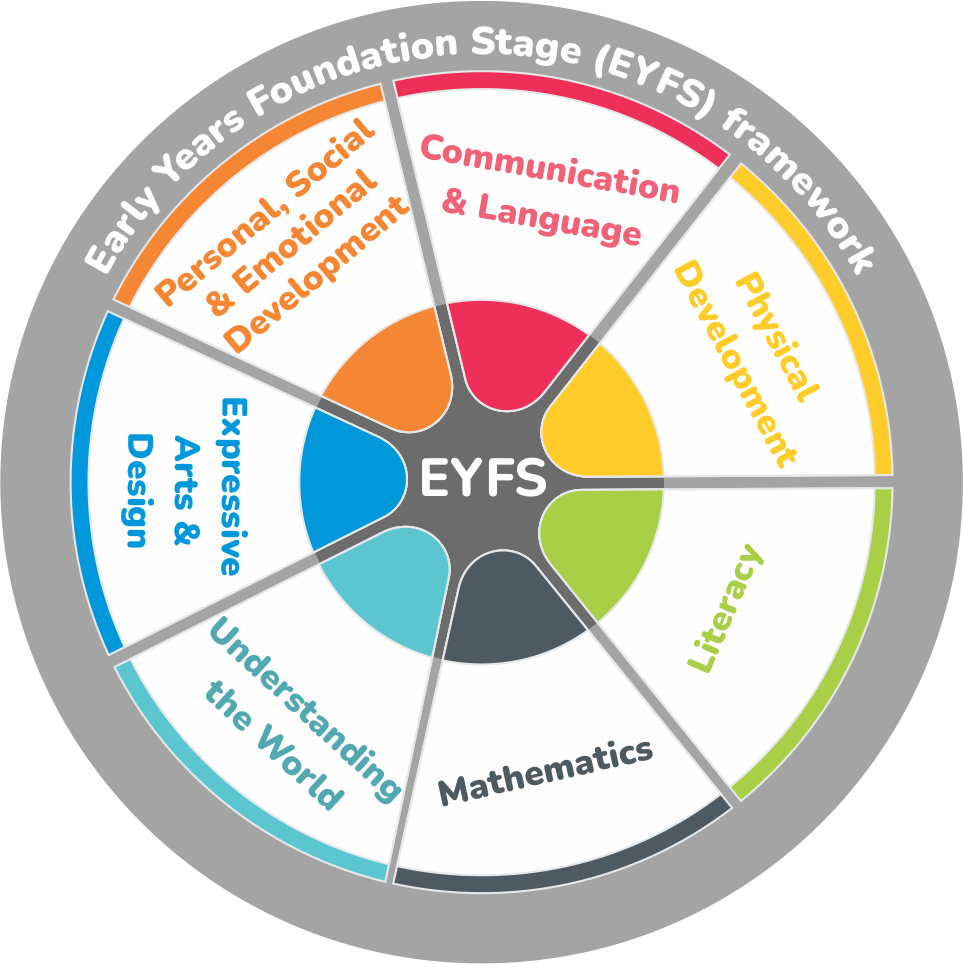 Early Years Foundation Stage (EYFS) framework
Communication
& Language
Physical
Development
Literacy
Mathematics
Understanding
the World
Expressive
Arts &
Design
Personal, Social
& Emotional
Development
EYFS